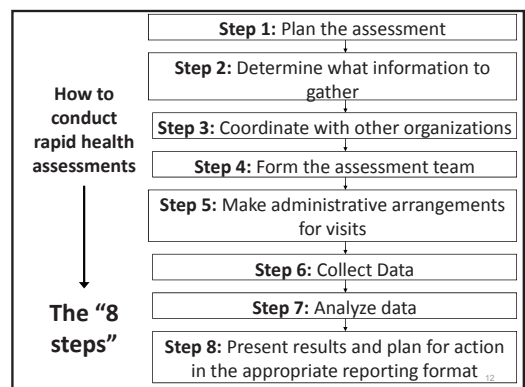 How to
conduct
rapid health
assessments
The “8
steps”
Step 1: Plan the assessment
Step 2: Determine what information to
gather
Step 3: Coordinate with other organizations
Step 4: Form the assessment team
Step 5: Make administrative arrangements
for visits
Step 6: Collect Data
Step 7: Analyze data
Step 8: Present results and plan for action
in the appropriate reporting format
12